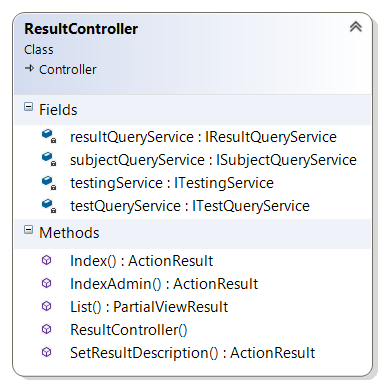 ResultController
Class
Controller
Fields
resultQueryService : IResultQueryService
subjectQueryService : ISubjectQueryService
testingService : ITestingService
testQueryService : ITestQueryService
Methods
Index() : ActionResult
IndexAdmin() : ActionResult
List() : PartialViewResult
ResultController()
SetResultDescription() : ActionResult